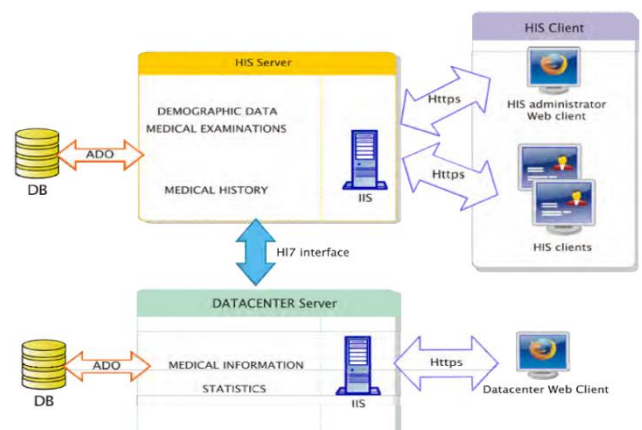 HIS Client
HIS Server
Https
HIS administrator
Web client
DEMOGRAPHIC DATA
MEDICAL EXAMINATIONS
ADO
DB
Https
MEDICAL HISTORY
IIS
HIS clients
HI7 interface
DATACENTER Server
ADO
MEDICAL INFORMATION
Https
STATISTICS
DB
IIS
Datacenter Web Client